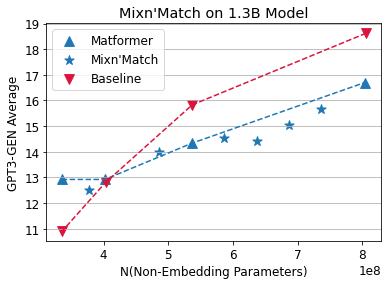 Mixn'Match on 1.3B Model
Matformer
Mixn'Match
Baseline
GPT3-GEN Average
19
18
17
16
15
14
13
12
11
4
5
6
7
8
1e8
N(Non-Embedding Parameters)